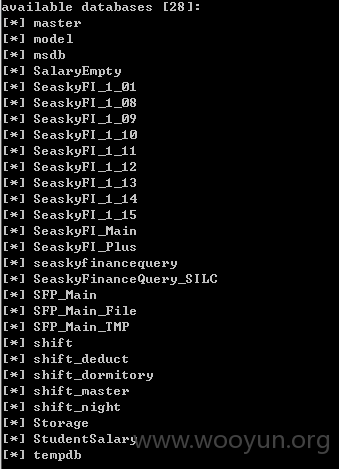 available databases [28]:
[*] master
[*] model
[*] msdb
[*] SalaryEmpty
[*] SeaskyFI_1_01
[*] SeaskyFI_1_08
[*] SeaskyFI_1_09
[*] SeaskyFI_1_10
[*] SeaskyFI_1_11
[*] SeaskyFI_1_12
[*] SeaskyFI_1_13
[*] SeaskyFI_1_14
[*] SeaskyFI_1_15
[*] SeaskyFI_Main
[*] SeaskyFI_Plus
[*] seaskyfinancequery
[*] SeaskyFinanceQuery_SILC
[*] SFP_Main
[*] SFP_Main_File
[*] SFP_Main_TMP
[*] shift
[*] shift_deduct
[*] shift_dormitory
[*] shift_master
[*] shift_night
[*] Storage
[*] StudentSalary
[*] tempdb
www.wooyun.org